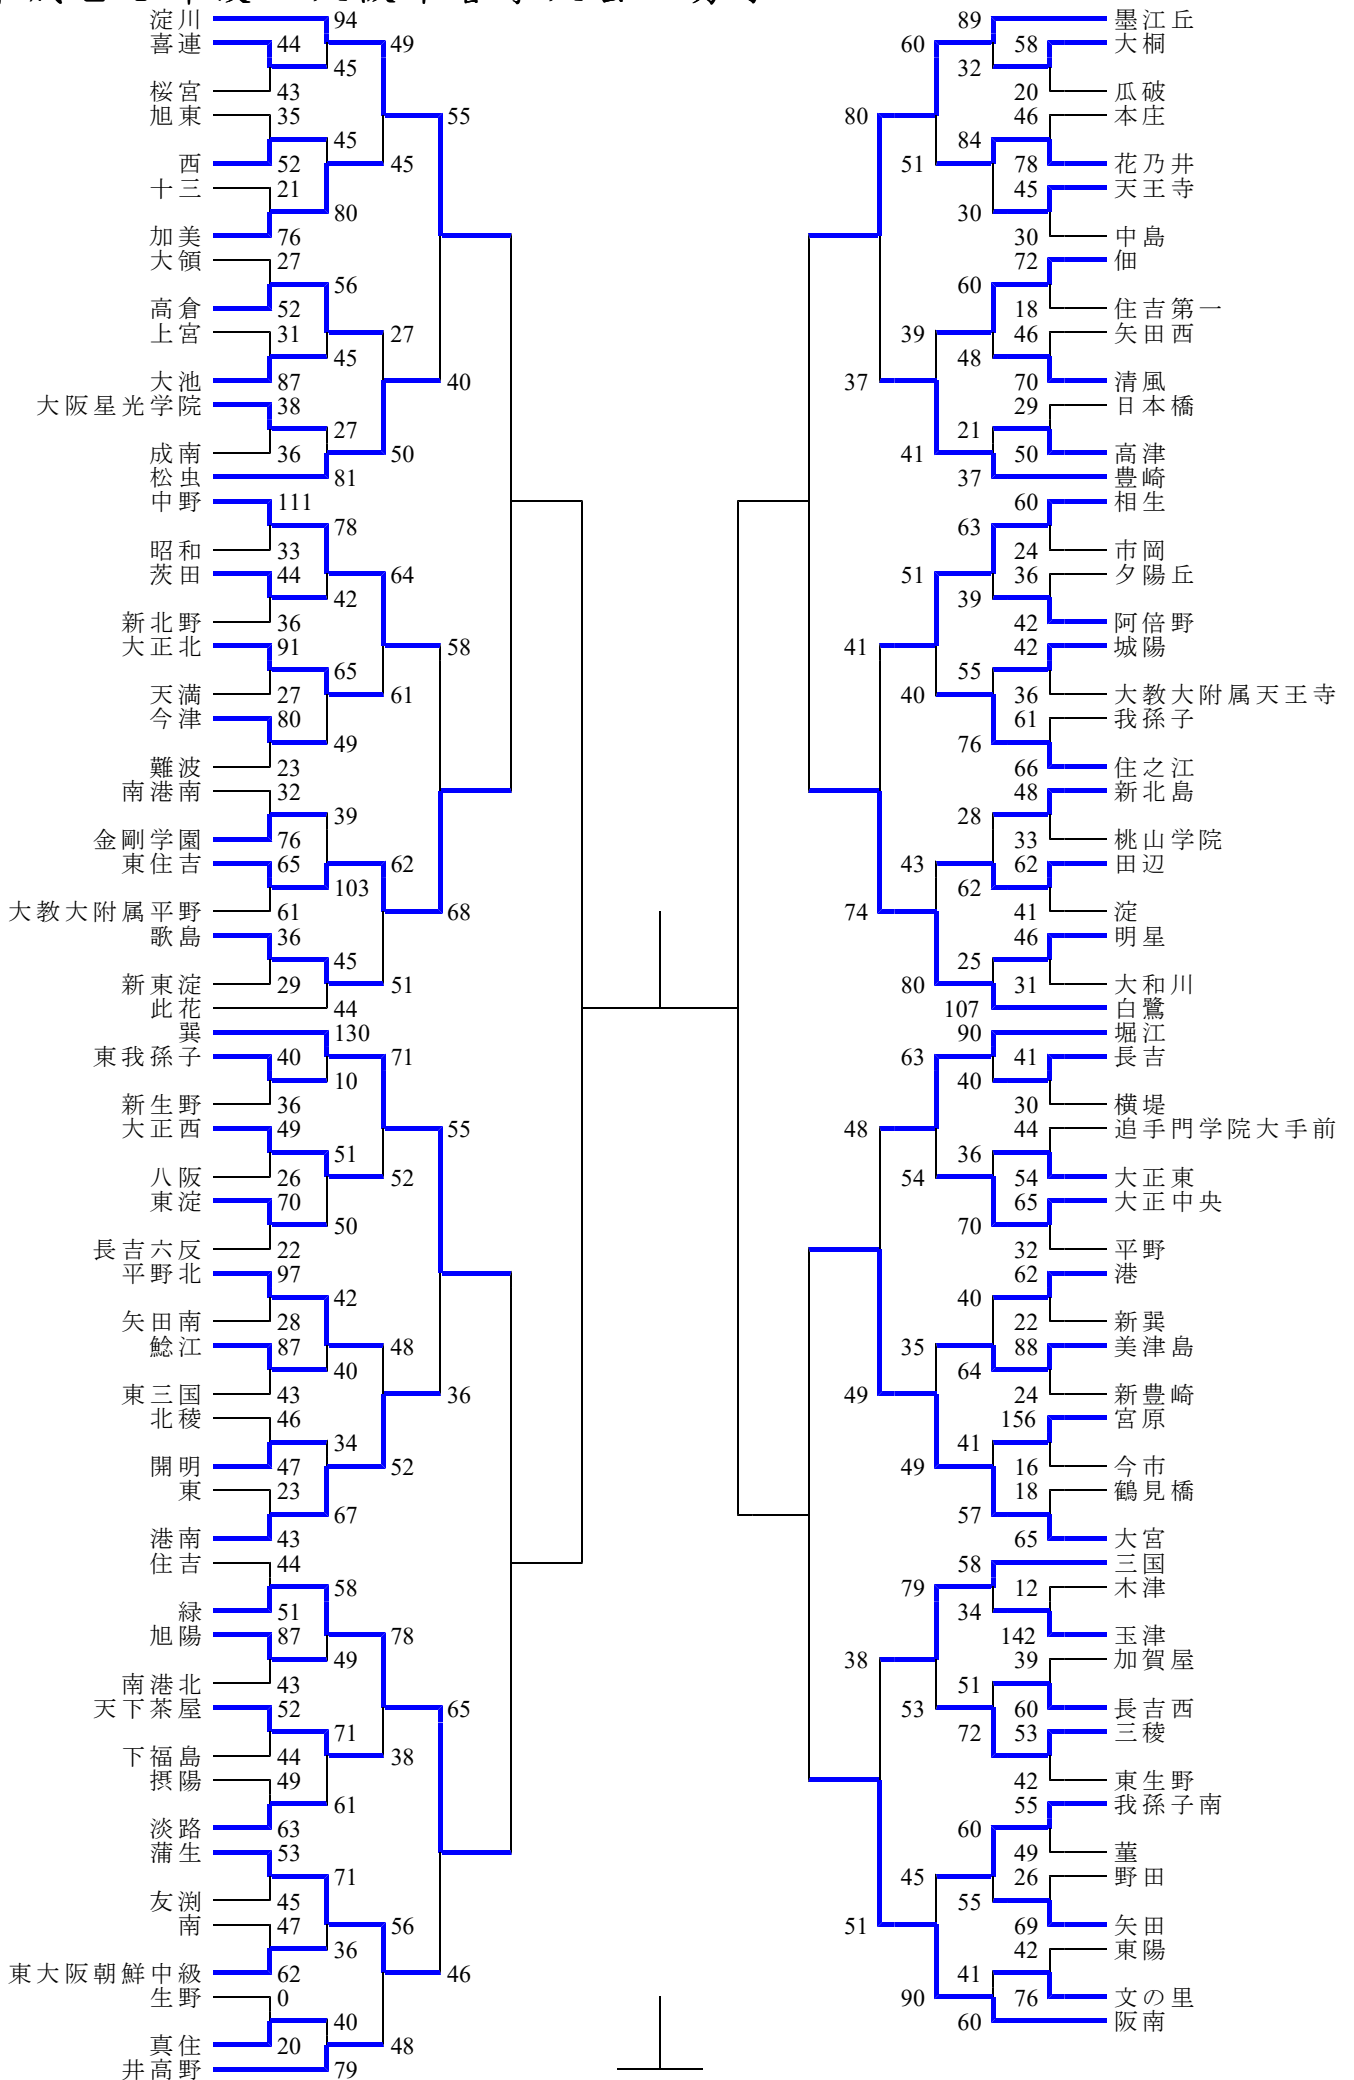 淀川 94 89 墨江丘
喜連 44 49 60 58 大桐
45 32
桜宮 43 20 瓜破
旭東 35 55 80 46 本庄
45 84
西 52 45 51 78 花乃井
十三 21 45 天王寺
80 30
加美 76 30 中島
大領 27 72 佃
56 60
高倉 52 18 住吉第一
上宮 31 27 39 46 矢田西
45 48
大池 87 40 37 70 清風
大阪星光学院 38 29 日本橋
27 21
成南 36 50 41 50 高津
松虫 81 37 豊崎
中野 111 60 相生
78 63
昭和 33 24 市岡
茨田 44 64 51 36 夕陽丘
42 39
新北野 36 42 阿倍野
大正北 91 58 41 42 城陽
65 55
天満 27 61 40 36 大教大附属天王寺
今津 80 61 我孫子
49 76
難波 23 66 住之江
南港南 32 48 新北島
39 28
金剛学園 76 33 桃山学院
東住吉 65 62 43 62 田辺
103 62
大教大附属平野 61 68 74 41 淀
歌島 36 46 明星
45 25
新東淀 29 51 80 31 大和川
此花 44 107 白鷺
巽 130 90 堀江
東我孫子 40 71 63 41 長吉
10 40
新生野 36 30 横堤
大正西 49 55 48 44 追手門学院大手前
51 36
八阪 26 52 54 54 大正東
東淀 70 65 大正中央
50 70
長吉六反 22 32 平野
平野北 97 62 港
42 40
矢田南 28 22 新巽
鯰江 87 48 35 88 美津島
40 64
東三国 43 36 49 24 新豊崎
北稜 46 156 宮原
34 41
開明 47 52 49 16 今市
東 23 18 鶴見橋
67 57
港南 43 65 大宮
住吉 44 58 三国
58 79 12 木津
緑 51 34
旭陽 87 78 142 玉津
49 38 39 加賀屋
南港北 43 51
天下茶屋 52 65 53 60 長吉西
71 72 53 三稜
下福島 44 38
摂陽 49 42 東生野
61 55 我孫子南
淡路 63 60
蒲生 53 49 菫
71 45 26 野田
友渕 45 55
南 47 56 51 69 矢田
36 42 東陽
東大阪朝鮮中級 62 46 41
生野 0 90 76 文の里
40 60 阪南
真住 20 48
井高野 79